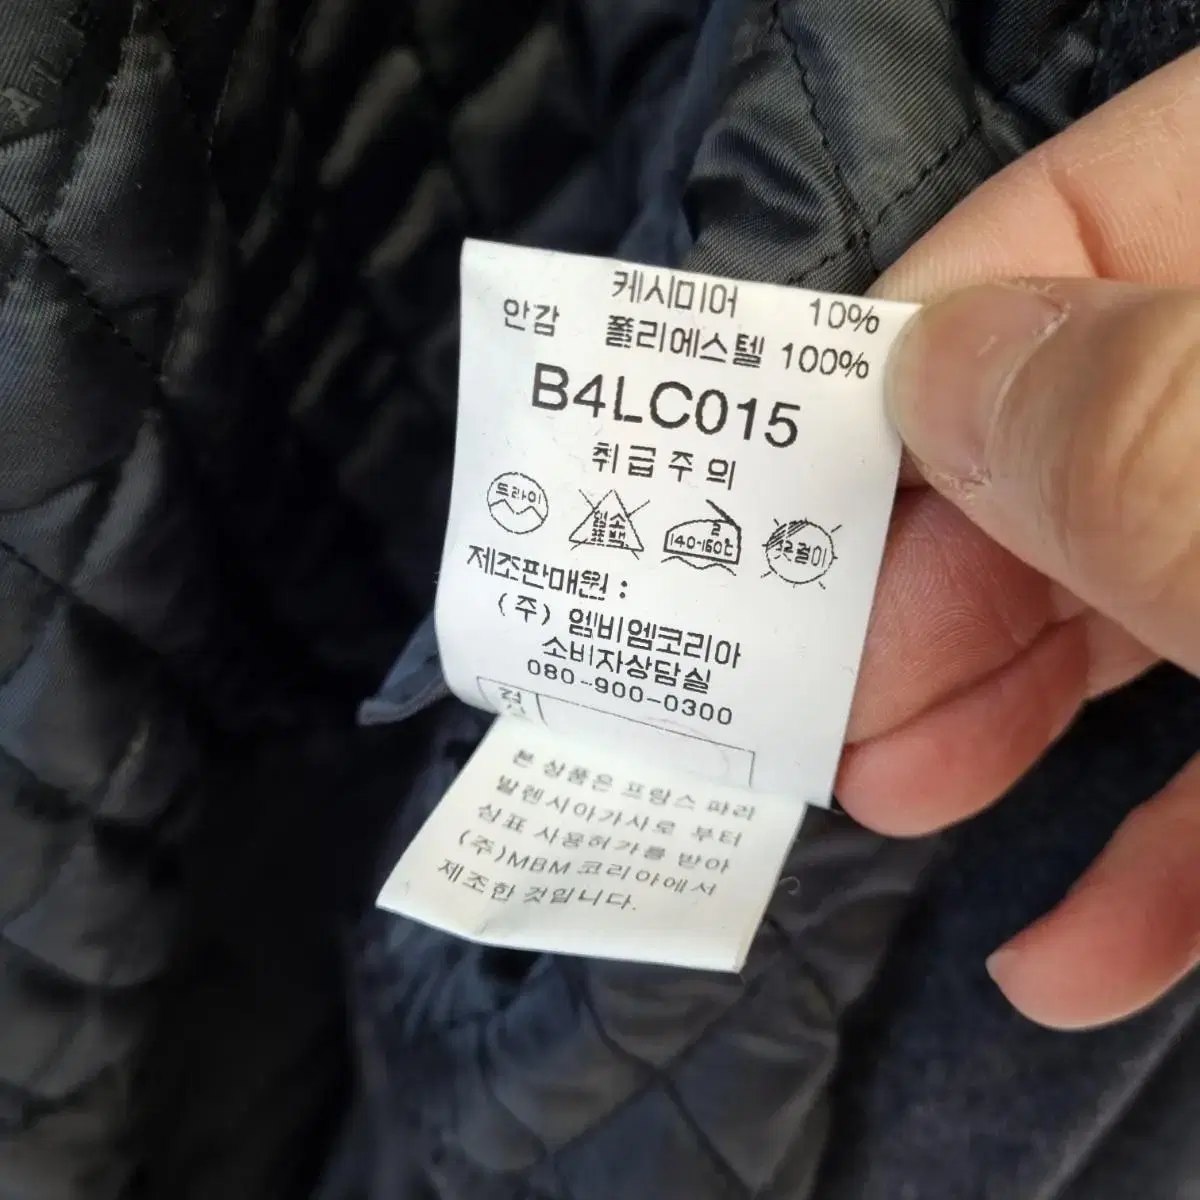 케시미어 10%
안감 폴리에스텔 100%
B4LC015
취급주의
드라이
염소
표백
2
140-160℃
옷걸이
제조판매원 :
(주) 엠비엠코리아
소비자상담실
080-900-0300
본 상품은 프랑스 파리
발렌시아가사로 부터
상표 사용허가를 받아
(주)MBM 코리아에서
제조한 것입니다.